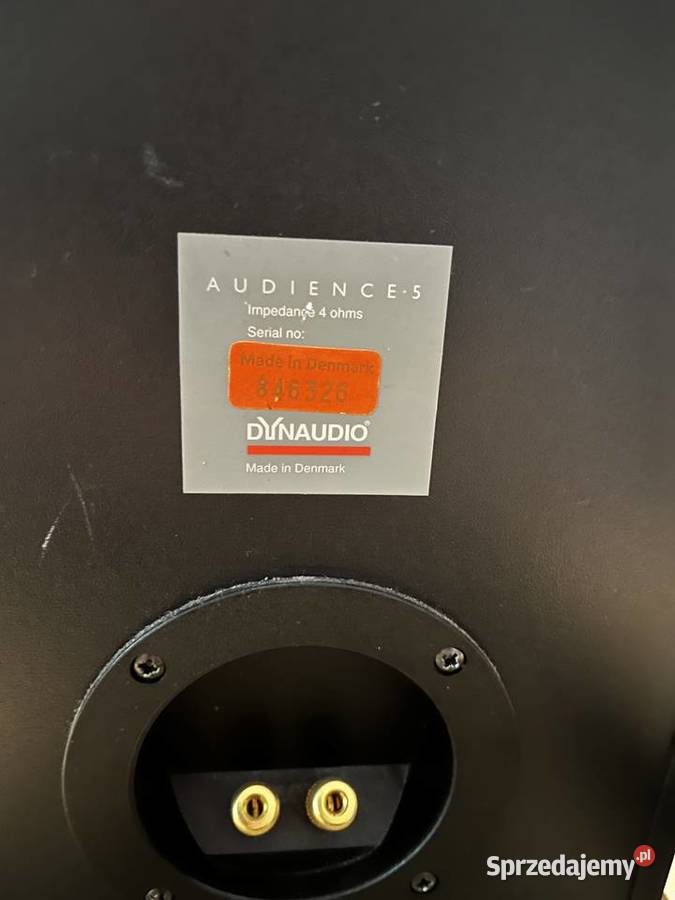 AUDIENCE·5
Impedance 4 ohms
Serial no:
Made in Denmark
846326
DYNAUDIO®
Made in Denmark
Sprzedajemy.pl